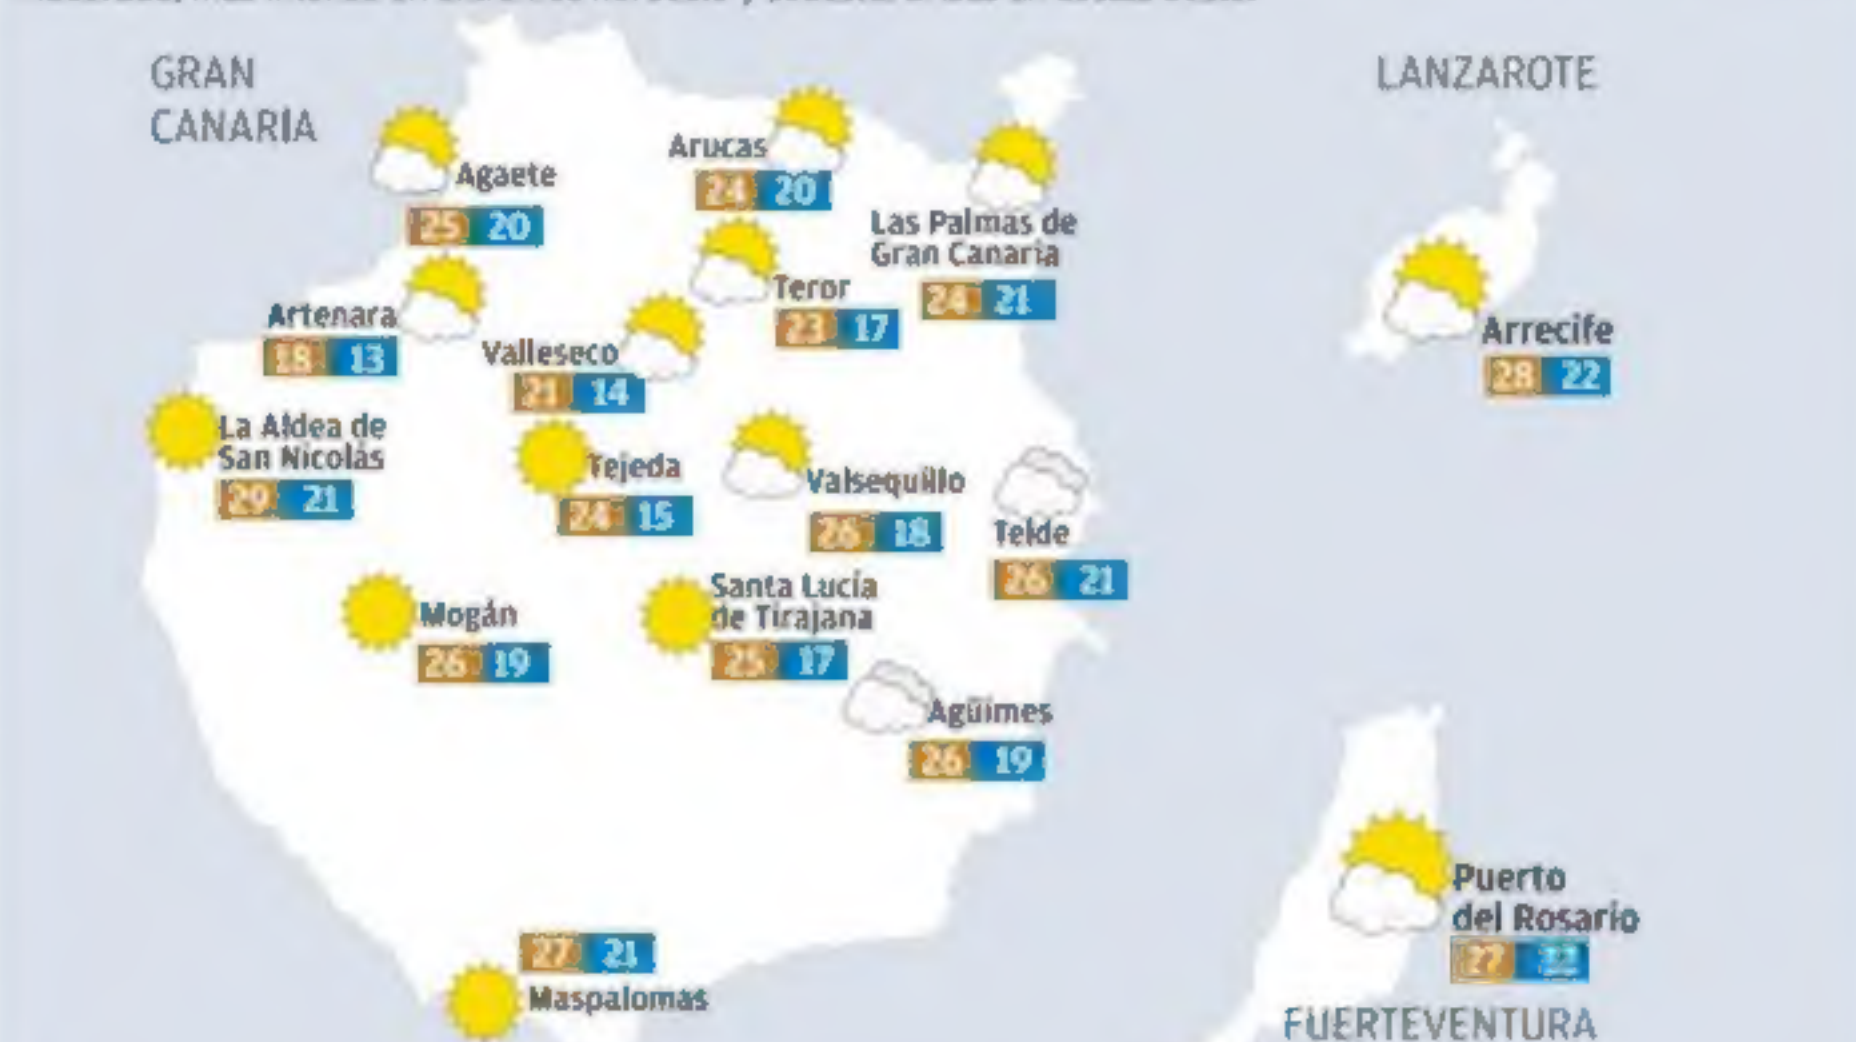 GRAN
CANARIA
LANZAROTE
Agaete
25 20
Arucas
24 20
Las Palmas de
Gran Canaria
24 21
Teror
23 17
Artenara
18 13
Valleseco
21 14
Arrecife
28 22
La Aldea de
San Nicolás
29 21
Tejeda
24 15
Valsequillo
26 18
Telde
26 21
Mogán
26 19
Santa Lucía
de Tirajana
25 17
Agüimes
26 19
Puerto
del Rosario
27 22
27 21
Maspalomas
FUERTEVENTURA